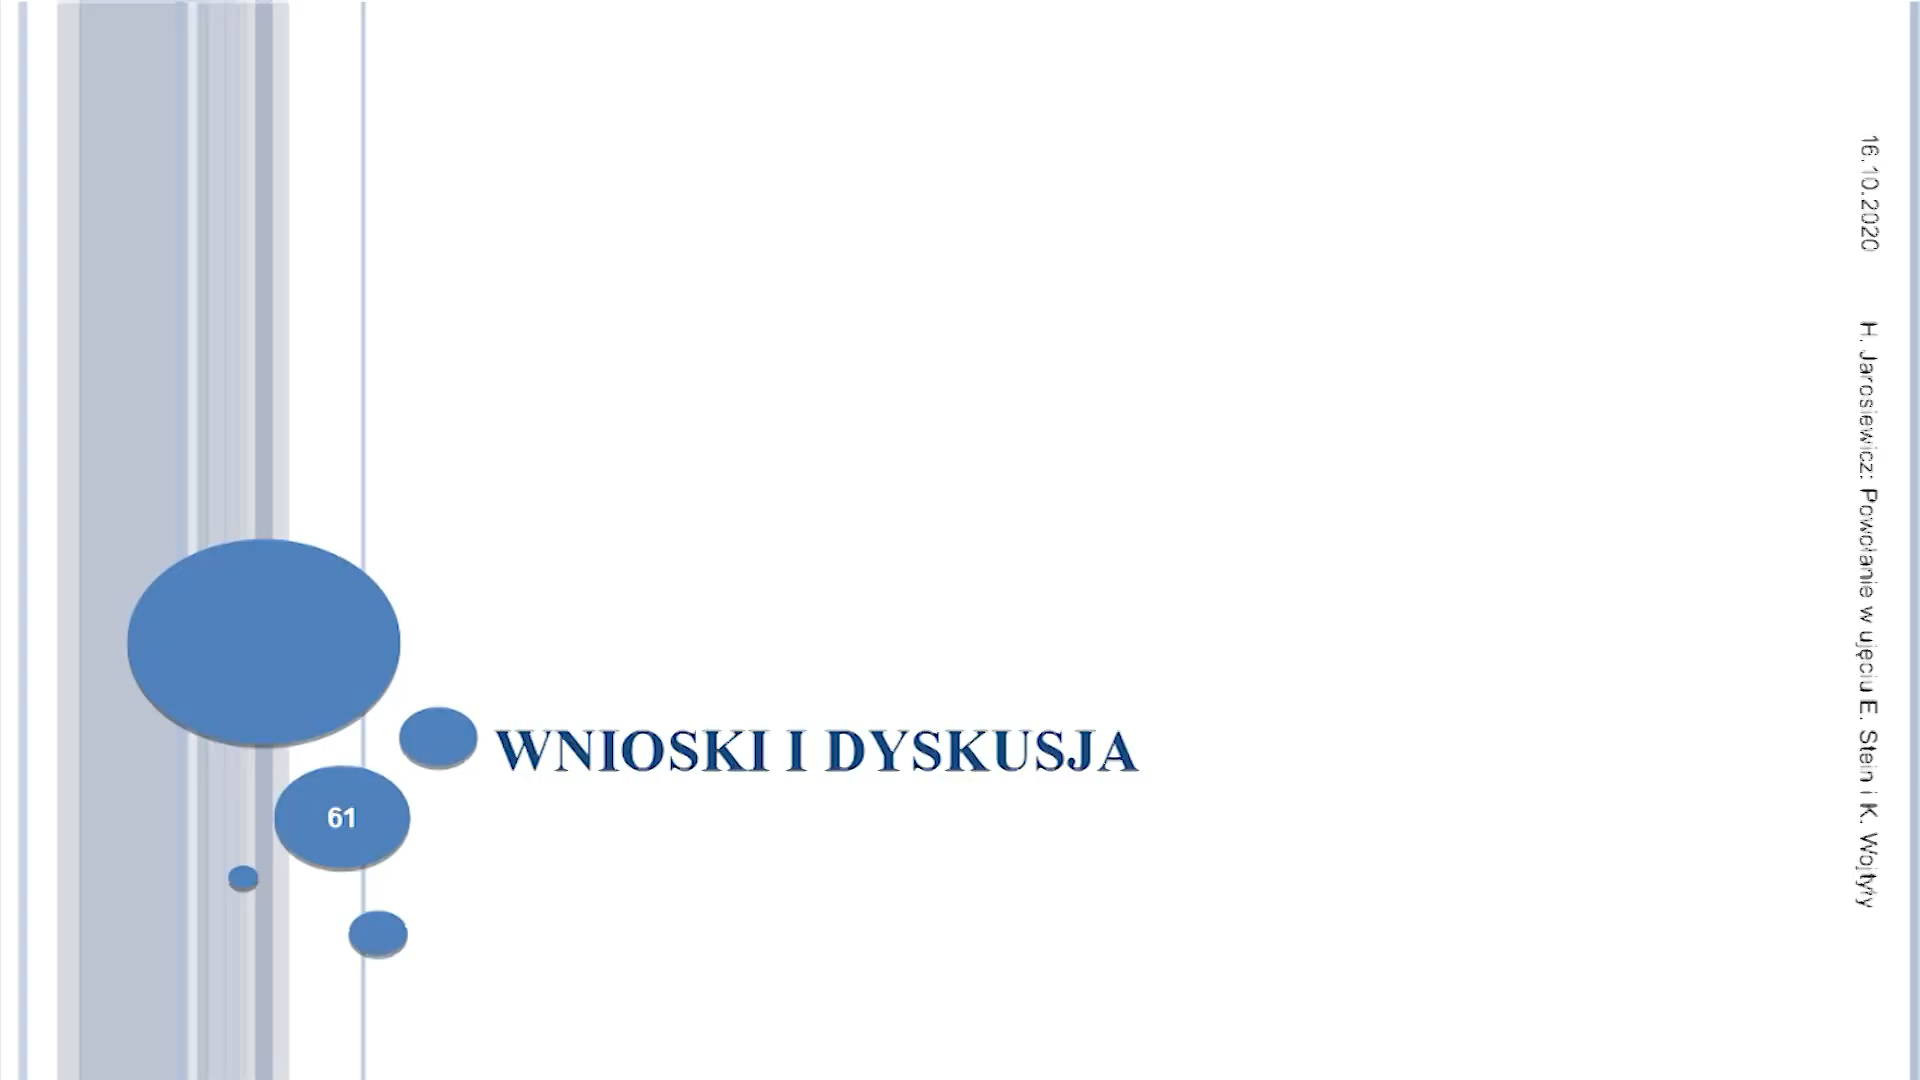 WNIOSKI I DYSKUSJA
61
16.10.2020
H. Jarosiewicz: Powołanie w ujęciu E. Stein i K. Wojtyły